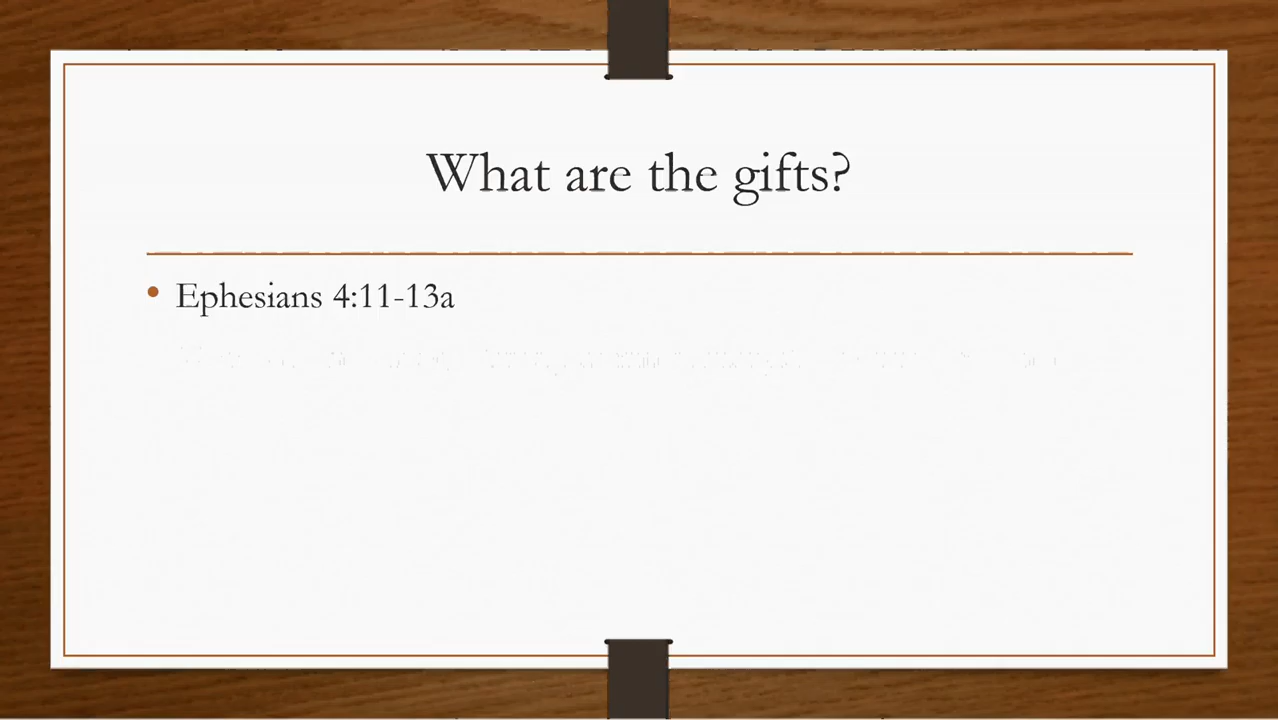 What are the gifts?
• Ephesians 4:11-13a